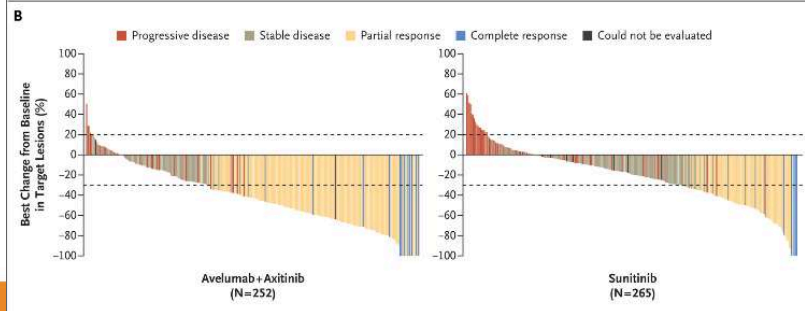 B
Progressive disease Stable disease Partial response Complete response Could not be evaluated
Best Change from Baseline
in Target Lesions (%)
100
80
60
40
20
0
−20
−40
−60
−80
−100
Avelumab+Axitinib
(N=252)
100
80
60
40
20
0
−20
−40
−60
−80
−100
Sunitinib
(N=265)